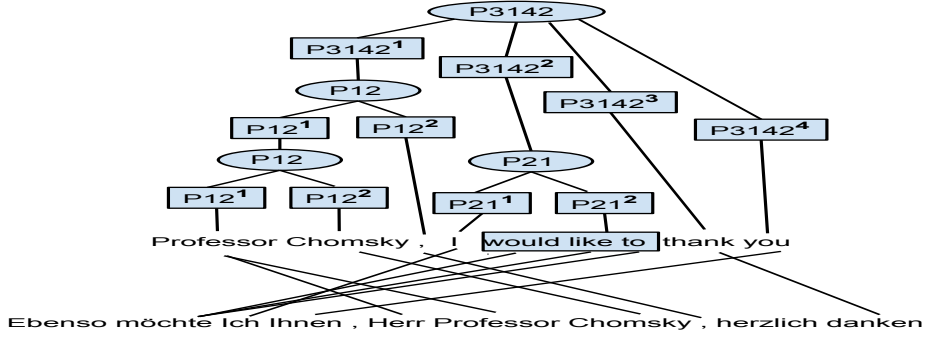 P3142
P3142¹
P3142²
P12
P3142³
P12¹ P12² P3142⁴
P12 P21
P12¹ P12² P21¹ P21²
Professor Chomsky , I would like to thank you
Ebenso möchte Ich Ihnen , Herr Professor Chomsky , herzlich danken